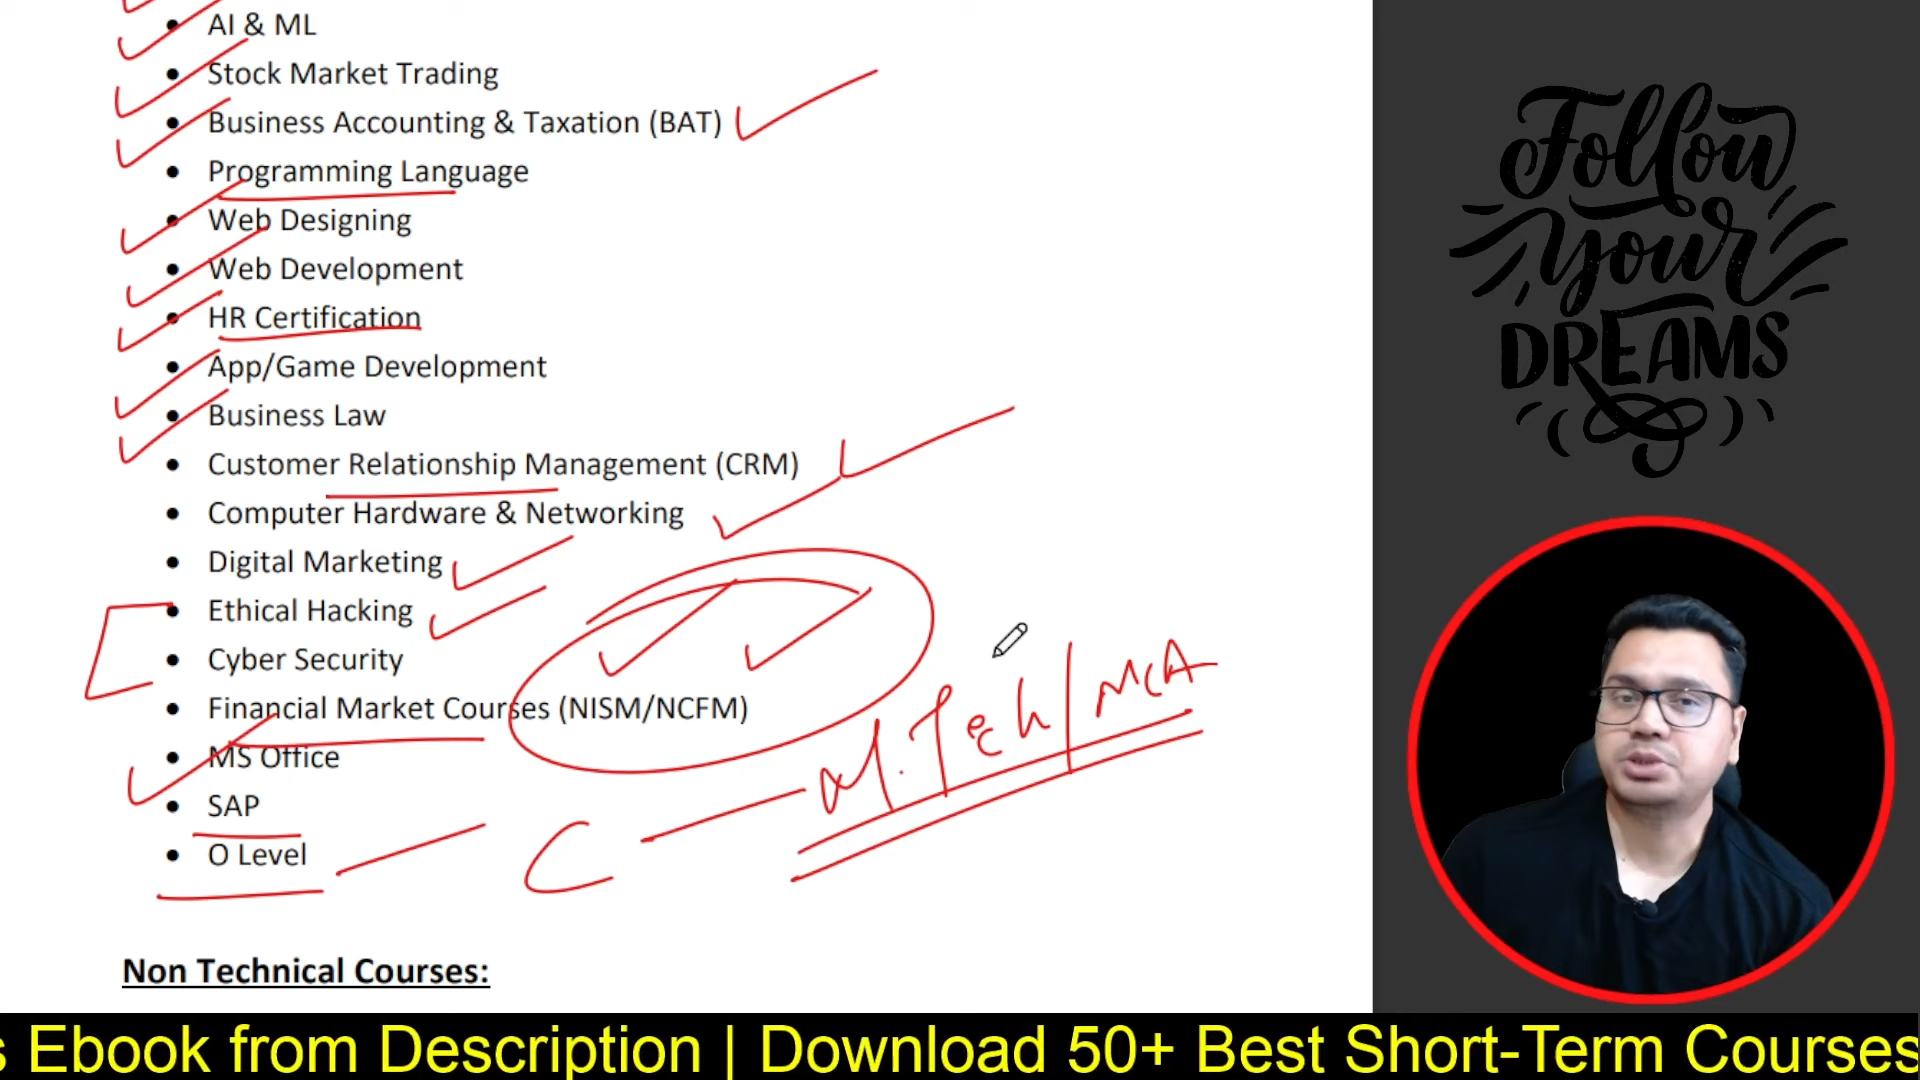 AI & ML
Stock Market Trading
Business Accounting & Taxation (BAT)
Programming Language
Web Designing
Web Development
HR Certification
App/Game Development
Business Law
Customer Relationship Management (CRM)
Computer Hardware & Networking
Digital Marketing
Ethical Hacking
Cyber Security
Financial Market Courses (NISM/NCFM)
MS Office
SAP
O Level
C
M.Tech/MCA
Non Technical Courses:
Follow
Your
DREAMS
s Ebook from Description | Download 50+ Best Short-Term Courses